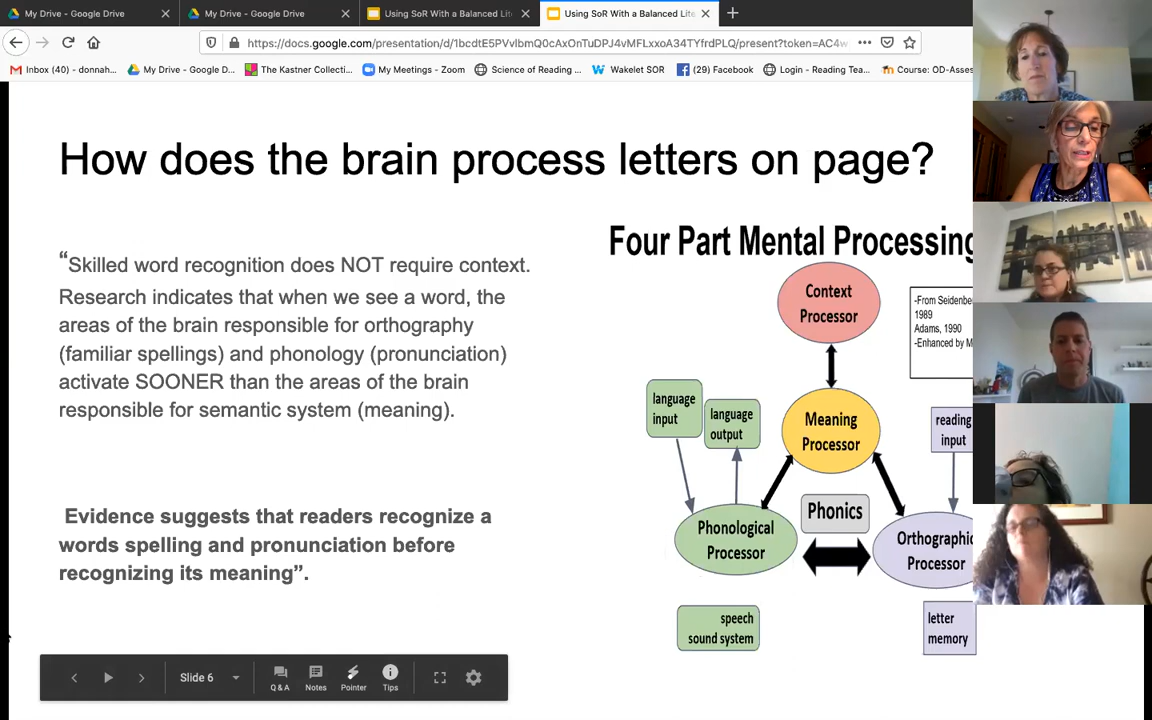 My Drive - Google Drive
My Drive - Google Drive
Using SoR With a Balanced Lite
Using SoR With a Balanced Lite
https://docs.google.com/presentation/d/
Inbox (40) - donnah...
My Drive - Google D...
The Kastner Collecti...
My Meetings - Zoom
Science of Reading ...
Wakelet SOR
(29) Facebook
Login - Reading Tea...
Course: OD-Asses
How does the brain process letters on page?
“Skilled word recognition does NOT require context.
Research indicates that when we see a word, the
areas of the brain responsible for orthography
(familiar spellings) and phonology (pronunciation)
activate SOONER than the areas of the brain
responsible for semantic system (meaning).
Evidence suggests that readers recognize a
words spelling and pronunciation before
recognizing its meaning”.
Four Part Mental Processing
Context
Processor
-From Seidenbe
1989
Adams, 1990
-Enhanced by M
language
input
language
output
Meaning
Processor
reading
input
Phonics
Phonological
Processor
Orthographic
Processor
speech
sound system
letter
memory
Slide 6
Q & A
Notes
Pointer
Tips